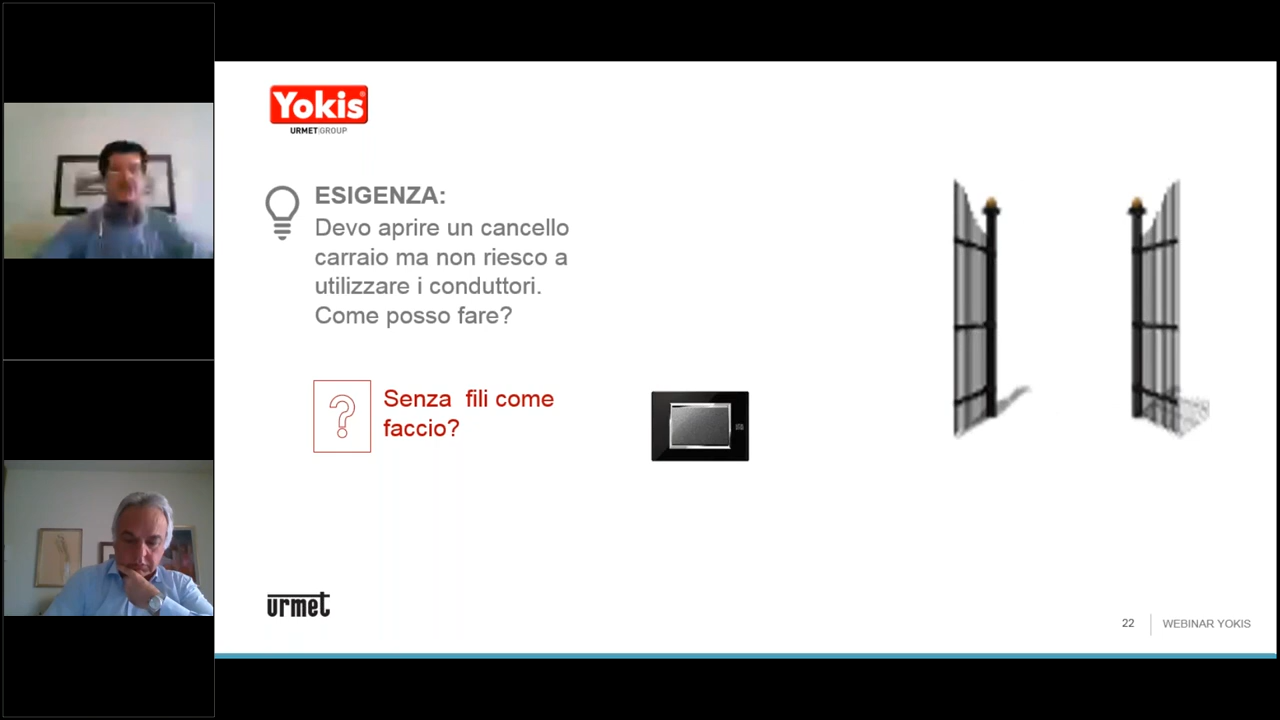 Yokis
URMET GROUP
ESIGENZA:
Devo aprire un cancello
carraio ma non riesco a
utilizzare i conduttori.
Come posso fare?
?
Senza fili come
faccio?
urmet
22
WEBINAR YOKIS